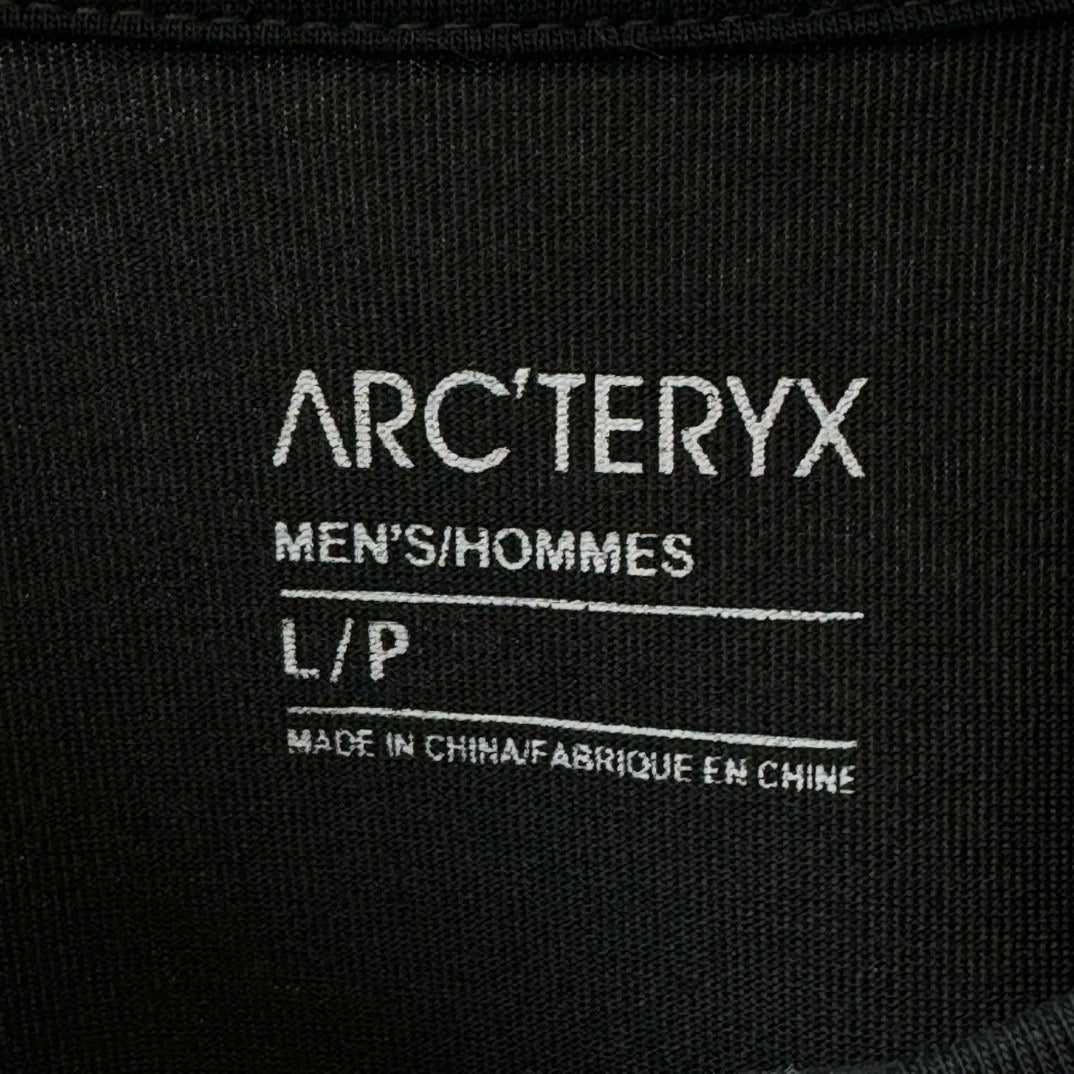 ARC'TERYX
MEN'S/HOMMES
L/P
MADE IN CHINA/FABRIQUE EN CHINE